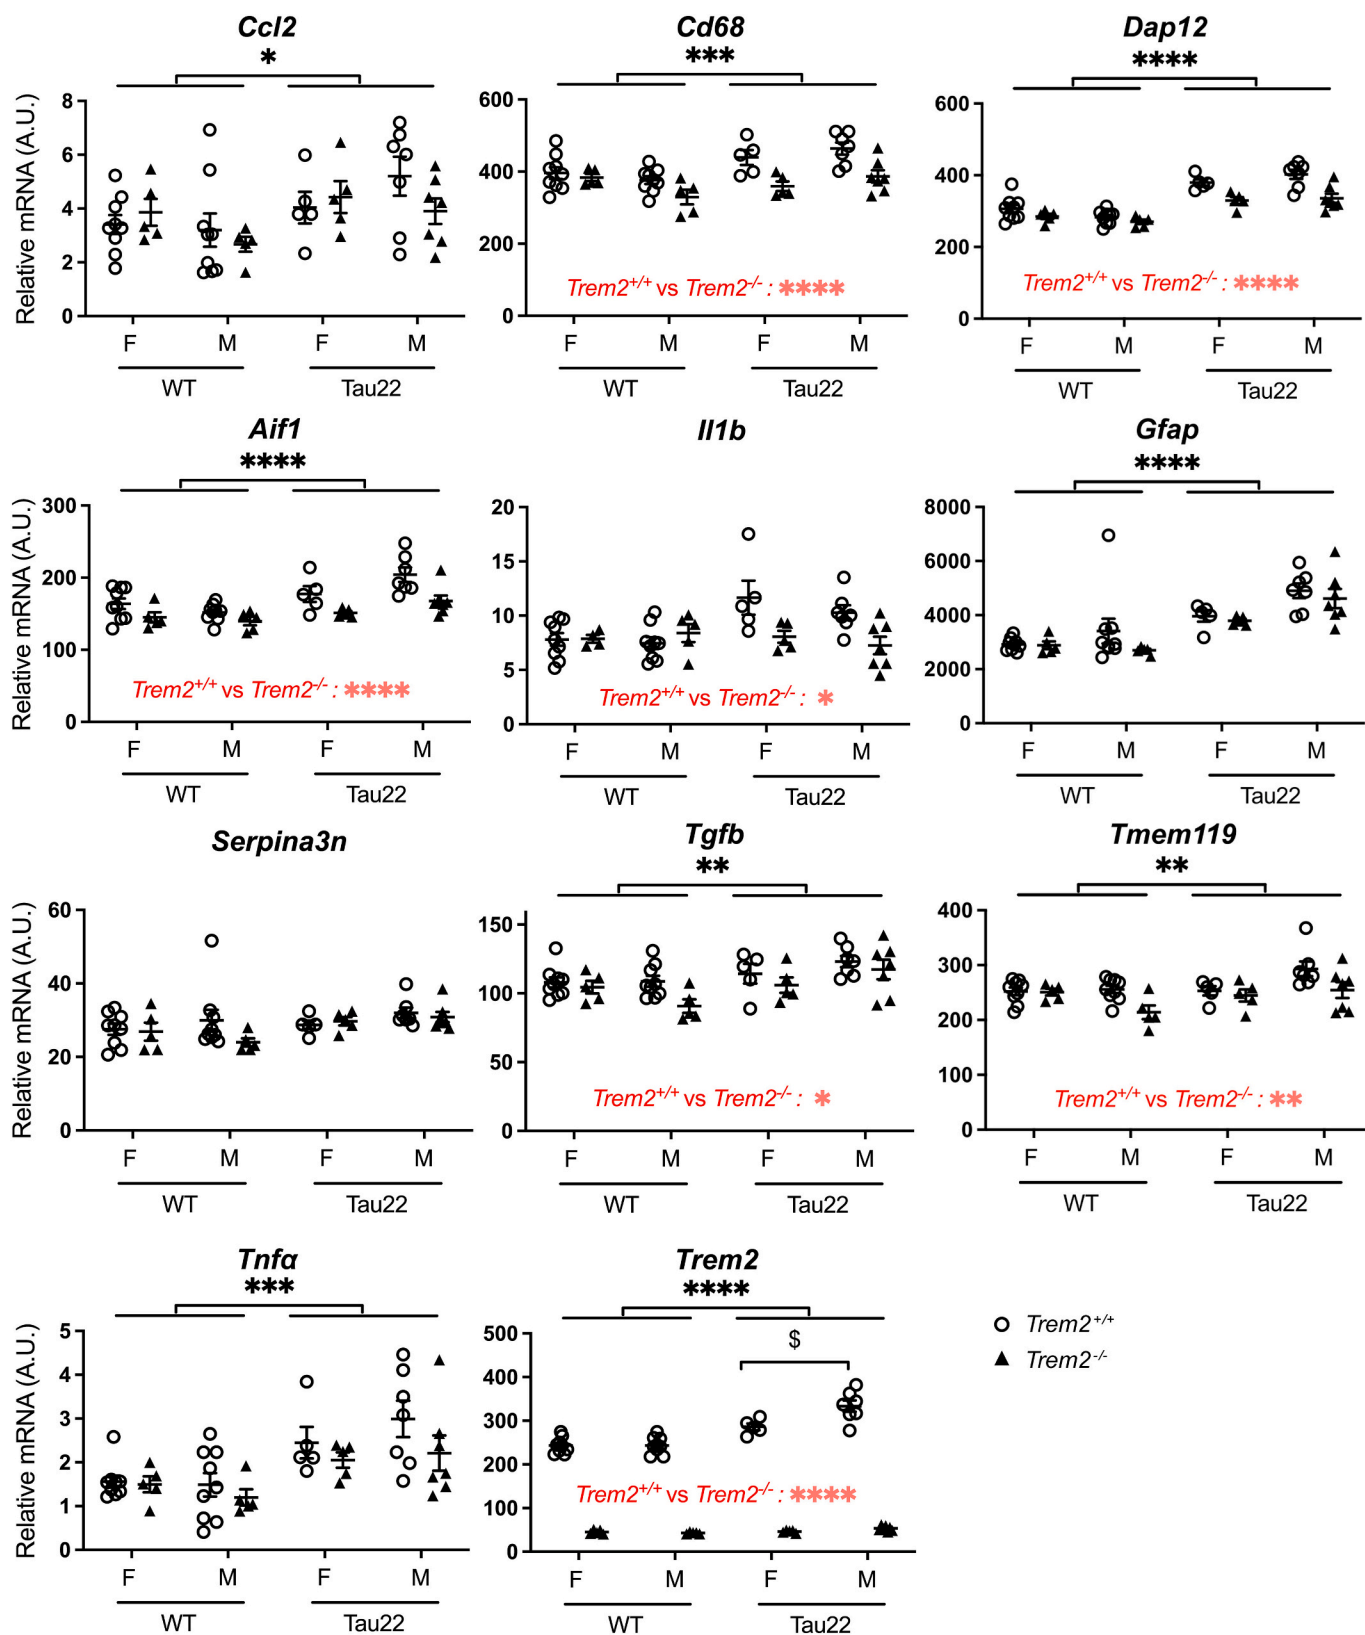 Ccl2
*
Relative mRNA (A.U.)
8
6
4
2
0
F M F M
WT Tau22
Cd68
***
600
400
200
0
Trem2+/+ vs Trem2-/- : ****
F M F M
WT Tau22
Dap12
****
600
400
200
0
Trem2+/+ vs Trem2-/- : ****
F M F M
WT Tau22
Aif1
****
Relative mRNA (A.U.)
300
200
100
0
Trem2+/+ vs Trem2-/- : ****
F M F M
WT Tau22
Il1b
20
15
10
5
0
Trem2+/+ vs Trem2-/- : *
F M F M
WT Tau22
Gfap
****
8000
6000
4000
2000
0
F M F M
WT Tau22
Serpina3n
Relative mRNA (A.U.)
60
40
20
0
F M F M
WT Tau22
Tgfb
**
150
100
50
0
Trem2+/+ vs Trem2-/- : *
F M F M
WT Tau22
Tmem119
**
400
300
200
100
0
Trem2+/+ vs Trem2-/- : **
F M F M
WT Tau22
Tnfα
***
Relative mRNA (A.U.)
5
4
3
2
1
0
F M F M
WT Tau22
Trem2
****
$
500
400
300
200
100
0
Trem2+/+ vs Trem2-/- : ****
F M F M
WT Tau22
Trem2+/+
Trem2-/-